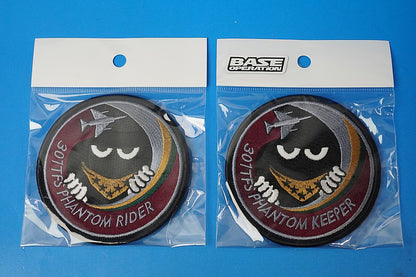 BASE
OPERATION
301TFS PHANTOM RIDER
301TFS PHANTOM KEEPER